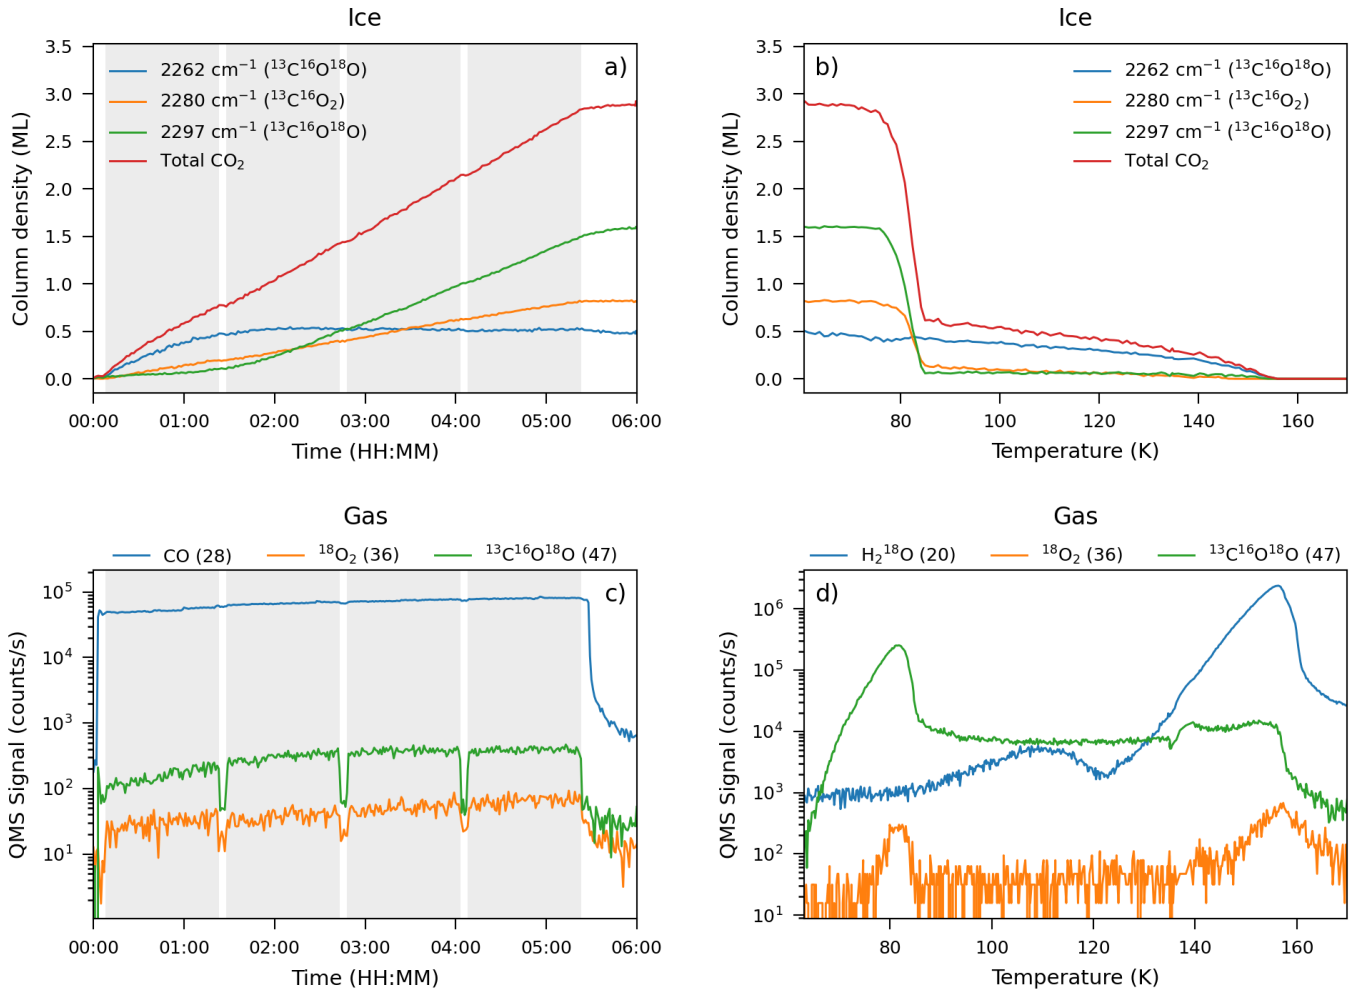 Ice
a)
2262 cm⁻¹ (¹³C¹⁶O¹⁸O)
2280 cm⁻¹ (¹³C¹⁶O₂)
2297 cm⁻¹ (¹³C¹⁶O¹⁸O)
Total CO₂
Column density (ML)
3.5
3.0
2.5
2.0
1.5
1.0
0.5
0.0
00:00 01:00 02:00 03:00 04:00 05:00 06:00
Time (HH:MM)
Ice
b)
2262 cm⁻¹ (¹³C¹⁶O¹⁸O)
2280 cm⁻¹ (¹³C¹⁶O₂)
2297 cm⁻¹ (¹³C¹⁶O¹⁸O)
Total CO₂
Column density (ML)
3.5
3.0
2.5
2.0
1.5
1.0
0.5
0.0
80 100 120 140 160
Temperature (K)
Gas
CO (28) ¹⁸O₂ (36) ¹³C¹⁶O¹⁸O (47)
c)
QMS Signal (counts/s)
10⁵
10⁴
10³
10²
10¹
00:00 01:00 02:00 03:00 04:00 05:00 06:00
Time (HH:MM)
Gas
H₂¹⁸O (20) ¹⁸O₂ (36) ¹³C¹⁶O¹⁸O (47)
d)
QMS Signal (counts/s)
10⁶
10⁵
10⁴
10³
10²
10¹
80 100 120 140 160
Temperature (K)